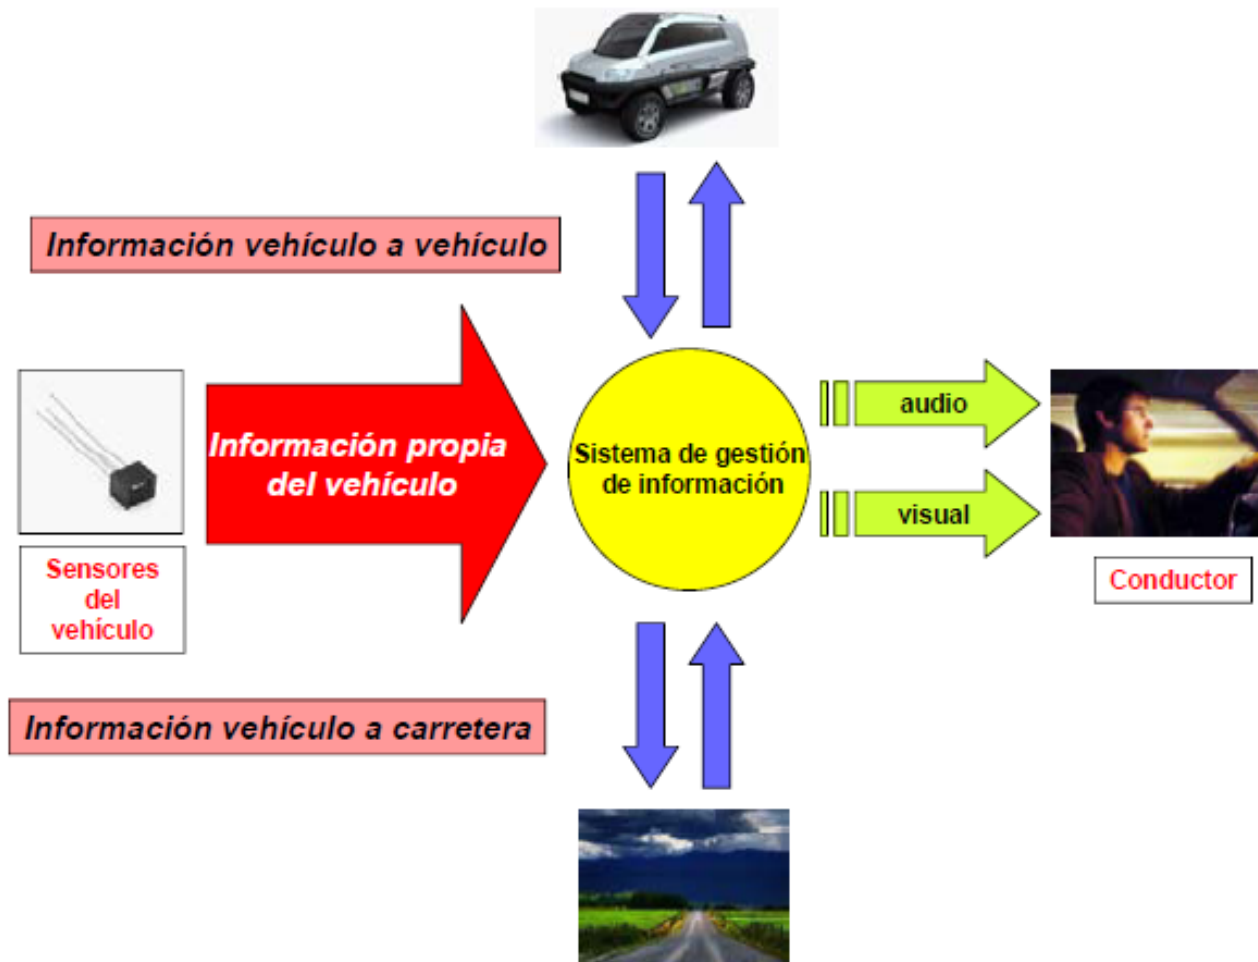 Información vehículo a vehículo
Información propia
del vehículo
Sensores
del
vehículo
Sistema de gestión
de información
audio
visual
Conductor
Información vehículo a carretera